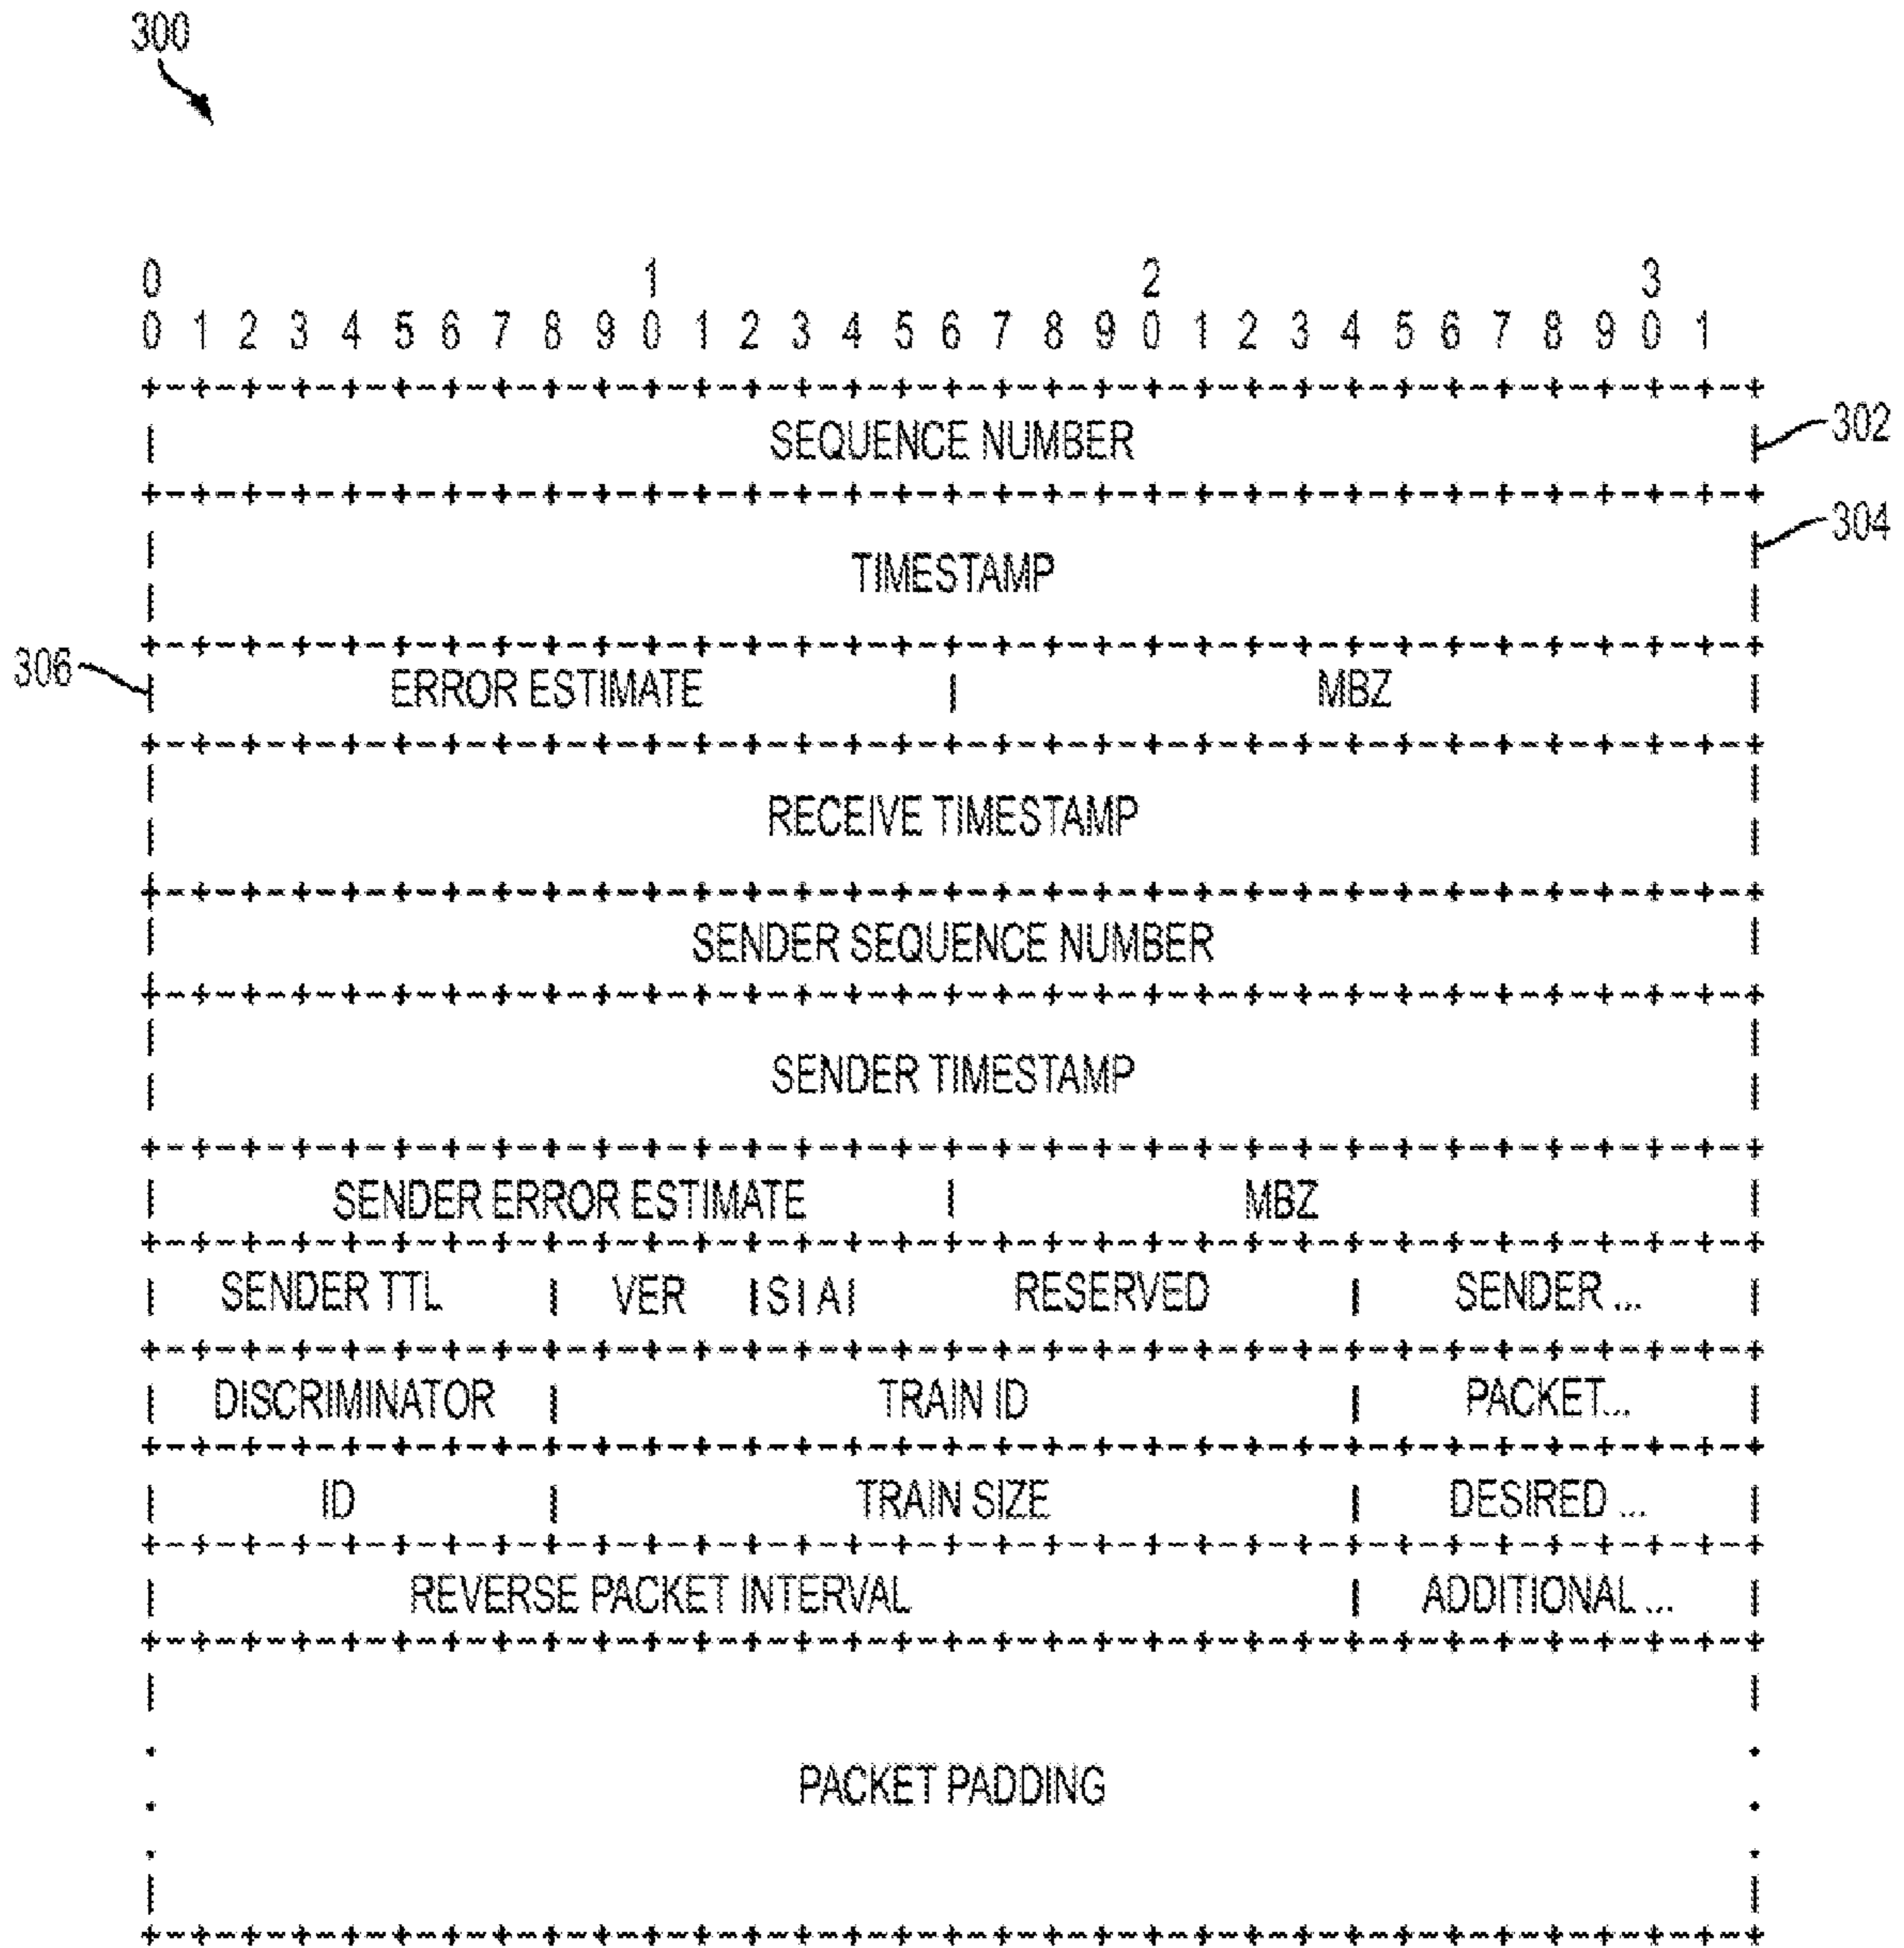 300
0 1 2 3
0 1 2 3 4 5 6 7 8 9 0 1 2 3 4 5 6 7 8 9 0 1 2 3 4 5 6 7 8 9 0 1
+-+-+-+-+-+-+-+-+-+-+-+-+-+-+-+-+-+-+-+-+-+-+-+-+-+-+-+-+-+-+-+-+
| SEQUENCE NUMBER | 302
+-+-+-+-+-+-+-+-+-+-+-+-+-+-+-+-+-+-+-+-+-+-+-+-+-+-+-+-+-+-+-+-+
304
| TIMESTAMP |
+-+-+-+-+-+-+-+-+-+-+-+-+-+-+-+-+-+-+-+-+-+-+-+-+-+-+-+-+-+-+-+-+
306 | ERROR ESTIMATE | MBZ |
+-+-+-+-+-+-+-+-+-+-+-+-+-+-+-+-+-+-+-+-+-+-+-+-+-+-+-+-+-+-+-+-+
| RECEIVE TIMESTAMP |
+-+-+-+-+-+-+-+-+-+-+-+-+-+-+-+-+-+-+-+-+-+-+-+-+-+-+-+-+-+-+-+-+
| SENDER SEQUENCE NUMBER |
+-+-+-+-+-+-+-+-+-+-+-+-+-+-+-+-+-+-+-+-+-+-+-+-+-+-+-+-+-+-+-+-+
| SENDER TIMESTAMP |
+-+-+-+-+-+-+-+-+-+-+-+-+-+-+-+-+-+-+-+-+-+-+-+-+-+-+-+-+-+-+-+-+
| SENDER ERROR ESTIMATE | MBZ |
+-+-+-+-+-+-+-+-+-+-+-+-+-+-+-+-+-+-+-+-+-+-+-+-+-+-+-+-+-+-+-+-+
| SENDER TTL | VER |S|A| RESERVED | SENDER ... |
+-+-+-+-+-+-+-+-+-+-+-+-+-+-+-+-+-+-+-+-+-+-+-+-+-+-+-+-+-+-+-+-+
| DISCRIMINATOR | TRAIN ID | PACKET... |
+-+-+-+-+-+-+-+-+-+-+-+-+-+-+-+-+-+-+-+-+-+-+-+-+-+-+-+-+-+-+-+-+
| ID | TRAIN SIZE | DESIRED ... |
+-+-+-+-+-+-+-+-+-+-+-+-+-+-+-+-+-+-+-+-+-+-+-+-+-+-+-+-+-+-+-+-+
| REVERSE PACKET INTERVAL | ADDITIONAL ... |
+-+-+-+-+-+-+-+-+-+-+-+-+-+-+-+-+-+-+-+-+-+-+-+-+-+-+-+-+-+-+-+-+
PACKET PADDING
+-+-+-+-+-+-+-+-+-+-+-+-+-+-+-+-+-+-+-+-+-+-+-+-+-+-+-+-+-+-+-+-+